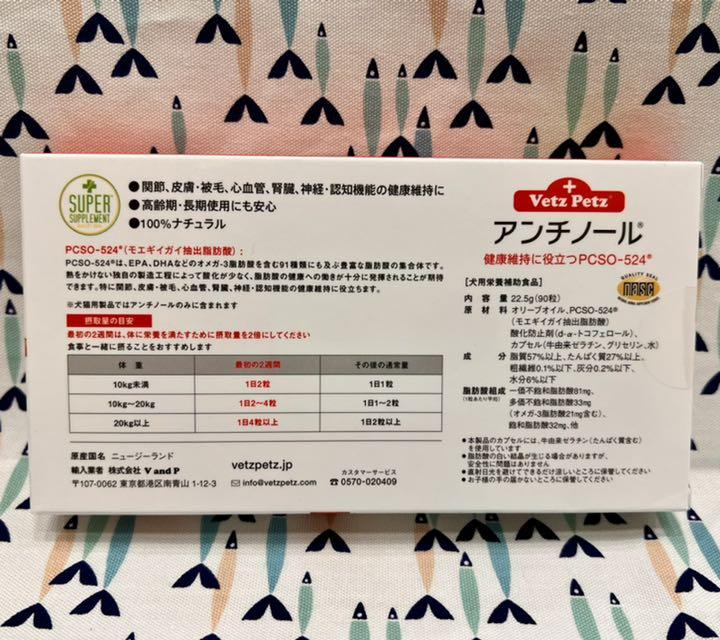 SUPER
SUPPLEMENT
●関節、皮膚・被毛、心血管、腎臓、神経・認知機能の健康維持に
●高齢期・長期使用にも安心
●100%ナチュラル
PCSO-524®(モエギイガイ抽出脂肪酸):
PCSO-524®は、EPA、DHAなどのオメガ-3脂肪酸を含む91種類にも及ぶ豊富な脂肪酸の集合体です。
熱をかけない独自の製造工程によって酸化が少なく、脂肪酸の健康への働きが十分に発揮されることが期待
できます。特に関節、皮膚・被毛、心血管、腎臓、神経・認知機能の健康維持に役立ちます。
※犬猫用製品ではアンチノールのみに含まれます
摂取量の目安
最初の2週間は、体に栄養を満たすために摂取量を2倍にしてください
食事と一緒に摂ることをおすすめします
体 重 最初の2週間 その後の通常量
10kg未満 1日2粒 1日1粒
10kg〜20kg 1日2〜4粒 1日1〜2粒
20kg以上 1日4粒以上 1日2粒以上
原産国名 ニュージーランド
輸入業者 株式会社 V and P
〒107-0062 東京都港区南青山 1-12-3
vetzpetz.jp
info@vetzpetz.com
カスタマーサービス
☎0570-020409
Vetz Petz®
アンチノール®
健康維持に役立つPCSO-524®
[犬用栄養補助食品]
QUALITY SEAL
nasc
内 容 量 22.5g(90粒)
原 材 料 オリーブオイル、PCSO-524®
(モエギイガイ抽出脂肪酸)
酸化防止剤(d-α-トコフェロール)、
カプセル(牛由来ゼラチン、グリセリン、水)
成 分 脂質57%以上、たんぱく質27%以上、
粗繊維0.1%以下、灰分0.2%以下、
水分6%以下
脂肪酸組成 一価不飽和脂肪酸81mg、
(1粒あたり平均) 多価不飽和脂肪酸33mg
(オメガ-3脂肪酸21mg含む)、
飽和脂肪酸32mg、他
●本製品のカプセルには、牛由来ゼラチン(たんぱく質含む)
を使用しています
●脂肪酸の白い結晶が生じる場合がありますが、
安全性に問題はありません
●直射日光を避けてできるだけ涼しいところに保管してください
●お子様の手の届かないところに保管してください